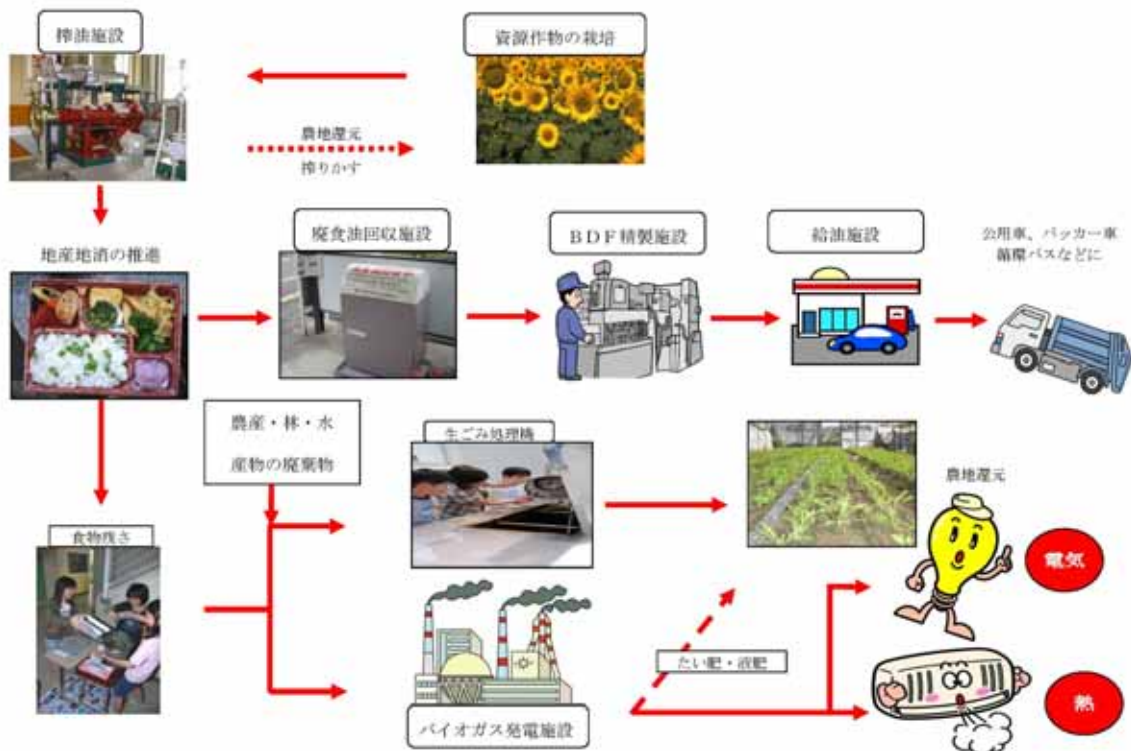 搾油施設
資源作物の栽培
農地還元
搾りかす
地産地消の推進
廃食油回収施設
BDF精製施設
給油施設
公用車、パッカー車
循環バスなどに
農産・林・水
産物の廃棄物
生ごみ処理機
農地還元
食物残さ
電気
たい肥・液肥
バイオガス発電施設
熱